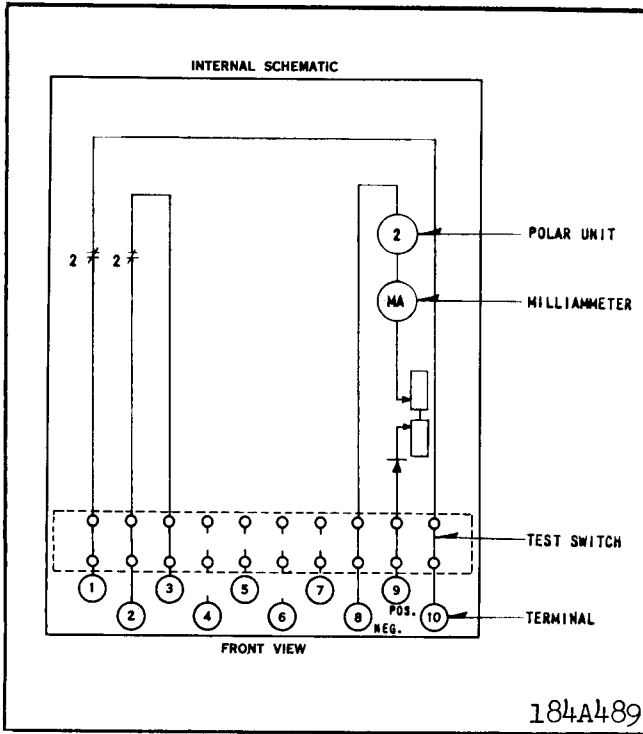 INTERNAL SCHEMATIC
2
POLAR UNIT
2 2
MA
MILLIAMMETER
TEST SWITCH
1 3 5 7 9
POS.
2 4 6 8 10
NEG.
TERMINAL
FRONT VIEW
184A489